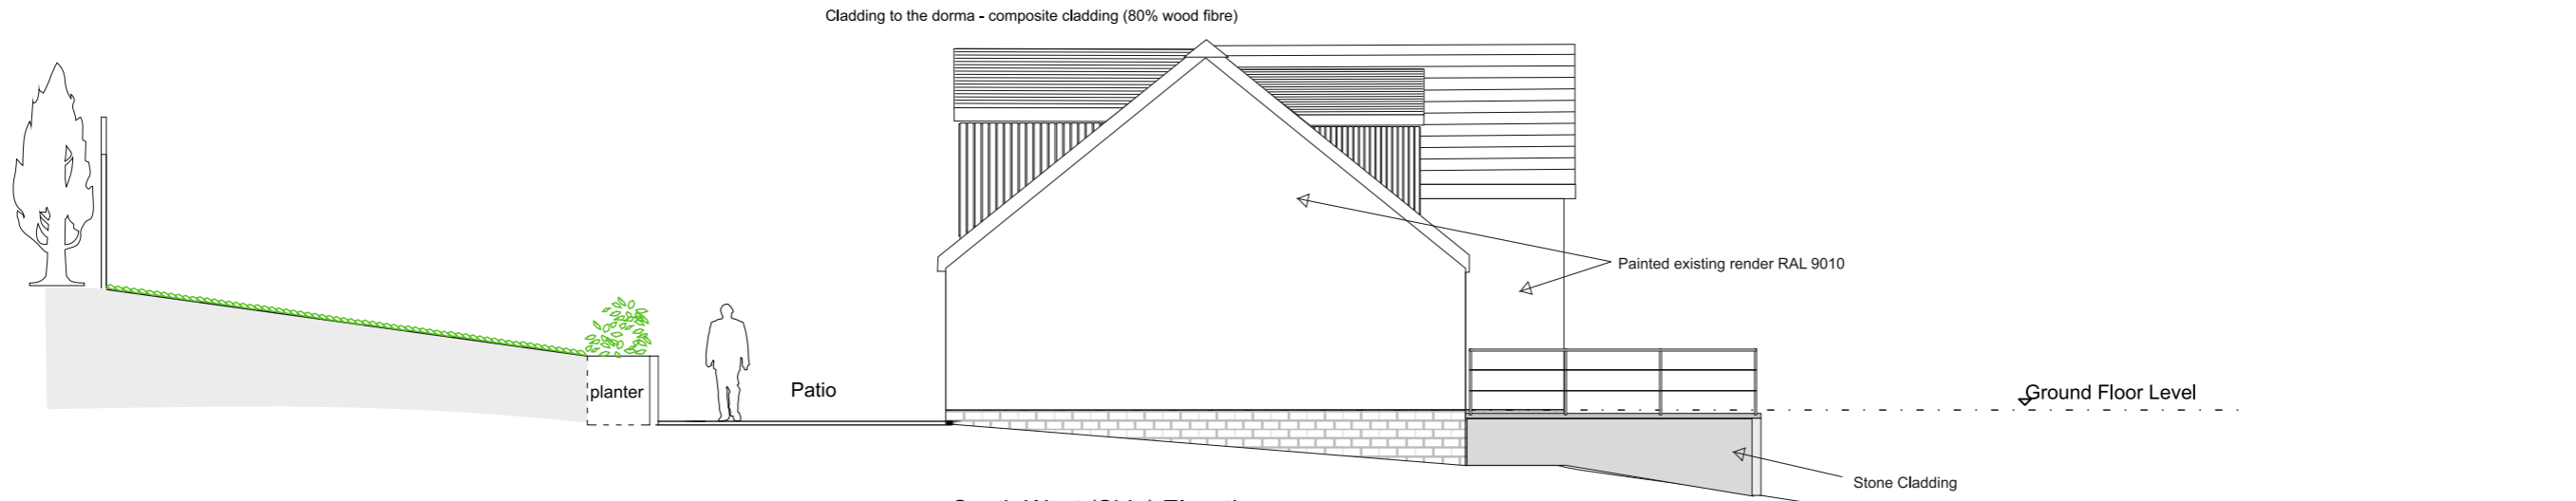 Cladding to the dorma - composite cladding (80% wood fibre)
Painted existing render RAL 9010
planter
Patio
Ground Floor Level
Stone Cladding